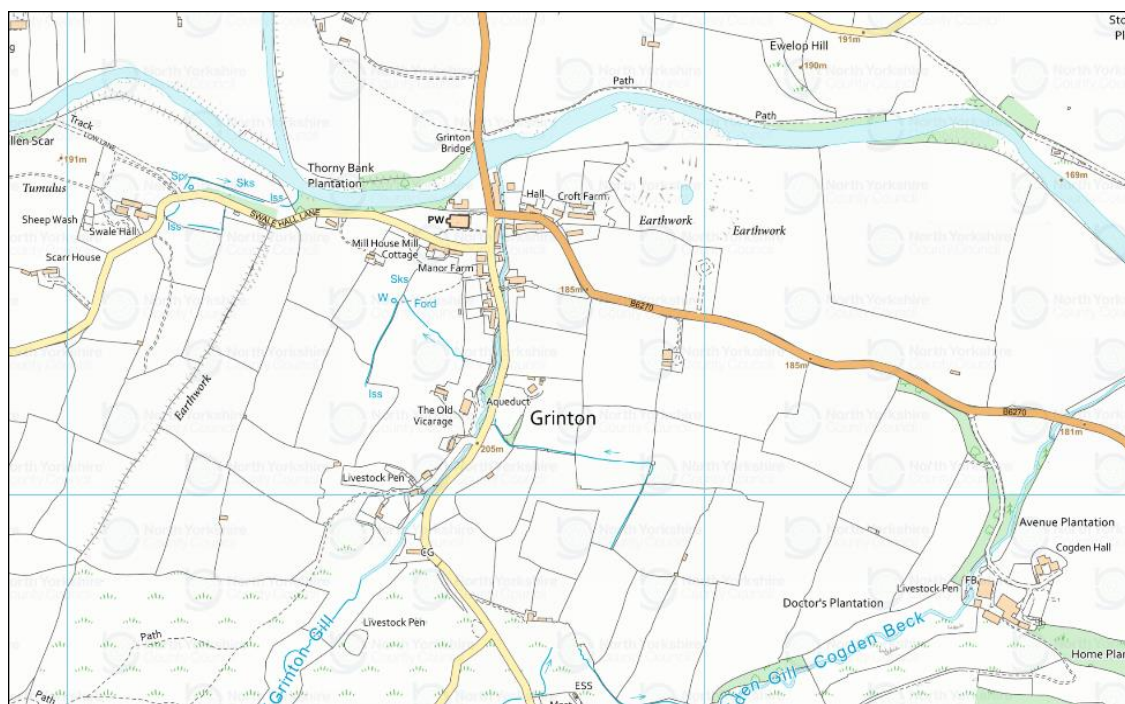 g
Sto
Pl
191m
Ewelop Hill
190m
Path
Path
Grinton
Bridge
Track
LOW LANE
llen Scar
191m
Thorny Bank
Plantation
169m
Spr
Sks
Iss
Tumulus
Hall
Croft Farm
Earthwork
Earthwork
Sheep Wash
Swale Hall
Iss
SWALE HALL LANE
PW
Mill House Mill
Cottage
Scarr House
Manor Farm
Sks
W
Ford
185m
B6270
185m
Earthwork
Iss
Aqueduct
The Old
Vicarage
Grinton
B6270
181m
205m
Livestock Pen
Avenue Plantation
CG
Cogden Hall
FB
Livestock Pen
Doctor's Plantation
Path
Livestock Pen
Grinton Gill
den Gill
Cogden Beck
Home Plan
Path
ESS
North Yorkshire
County Council